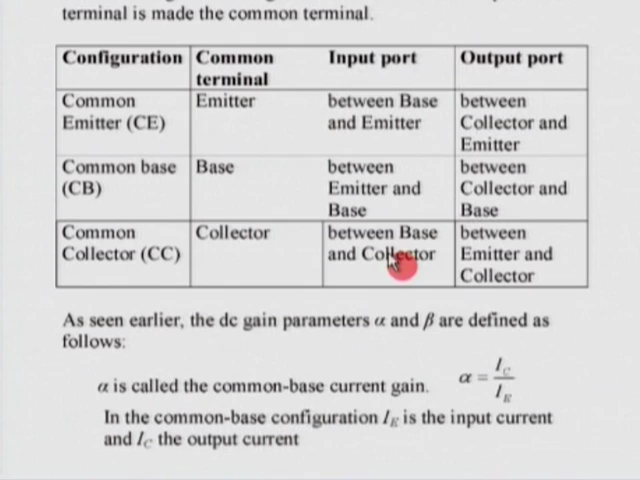 terminal is made the common terminal.
Configuration Common terminal Input port Output port
Common Emitter (CE) Emitter between Base and Emitter between Collector and Emitter
Common base (CB) Base between Emitter and Base between Collector and Base
Common Collector (CC) Collector between Base and Collector between Emitter and Collector
As seen earlier, the dc gain parameters α and β are defined as
follows:
α is called the common-base current gain. α = I_C / I_E
In the common-base configuration I_E is the input current
and I_C the output current